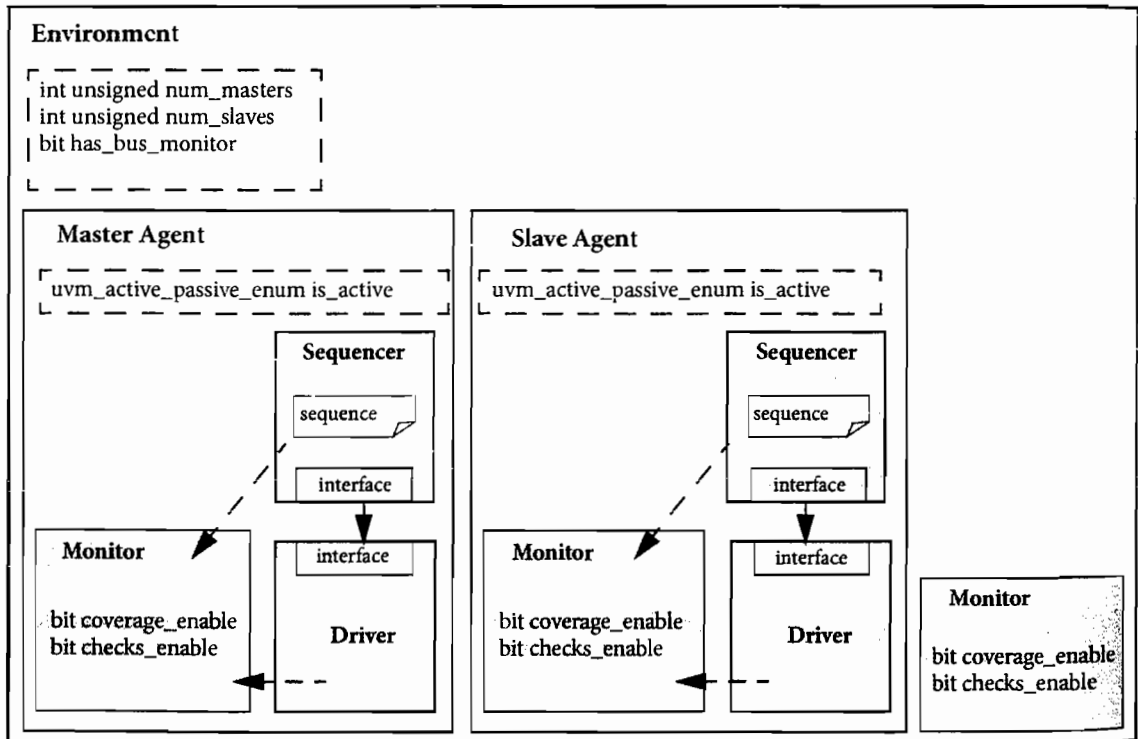 Environment
int unsigned num_masters
int unsigned num_slaves
bit has_bus_monitor
Master Agent
uvm_active_passive_enum is_active
Sequencer
sequence
interface
Monitor
bit coverage_enable
bit checks_enable
interface
Driver
Slave Agent
uvm_active_passive_enum is_active
Sequencer
sequence
interface
Monitor
bit coverage_enable
bit checks_enable
interface
Driver
Monitor
bit coverage_enable
bit checks_enable